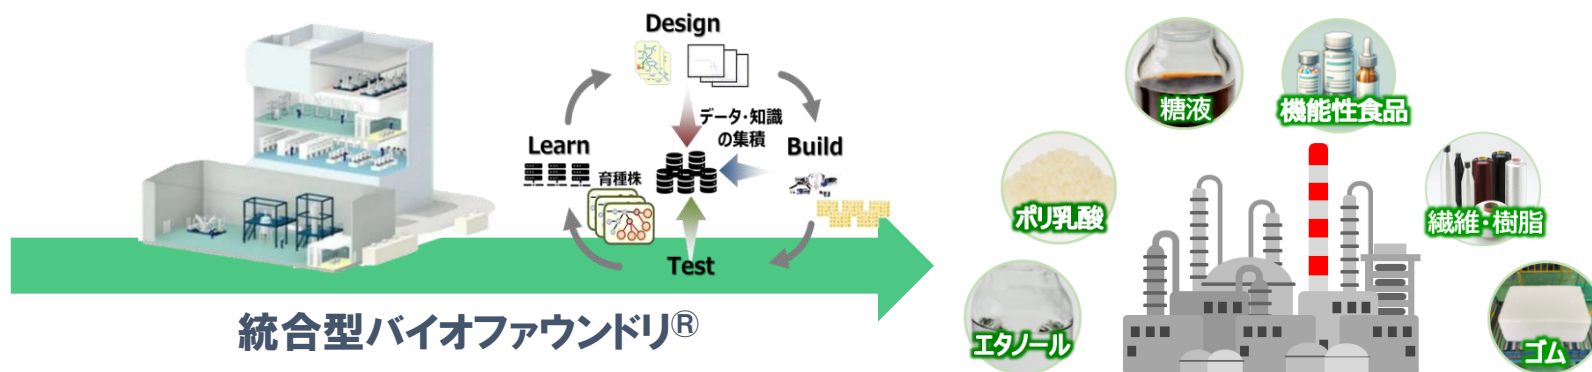 Design
データ・知識
の集積
Learn
Build
育種株
Test
統合型バイオファウンドリ®
糖液
機能性食品
ポリ乳酸
繊維・樹脂
エタノール
ゴム